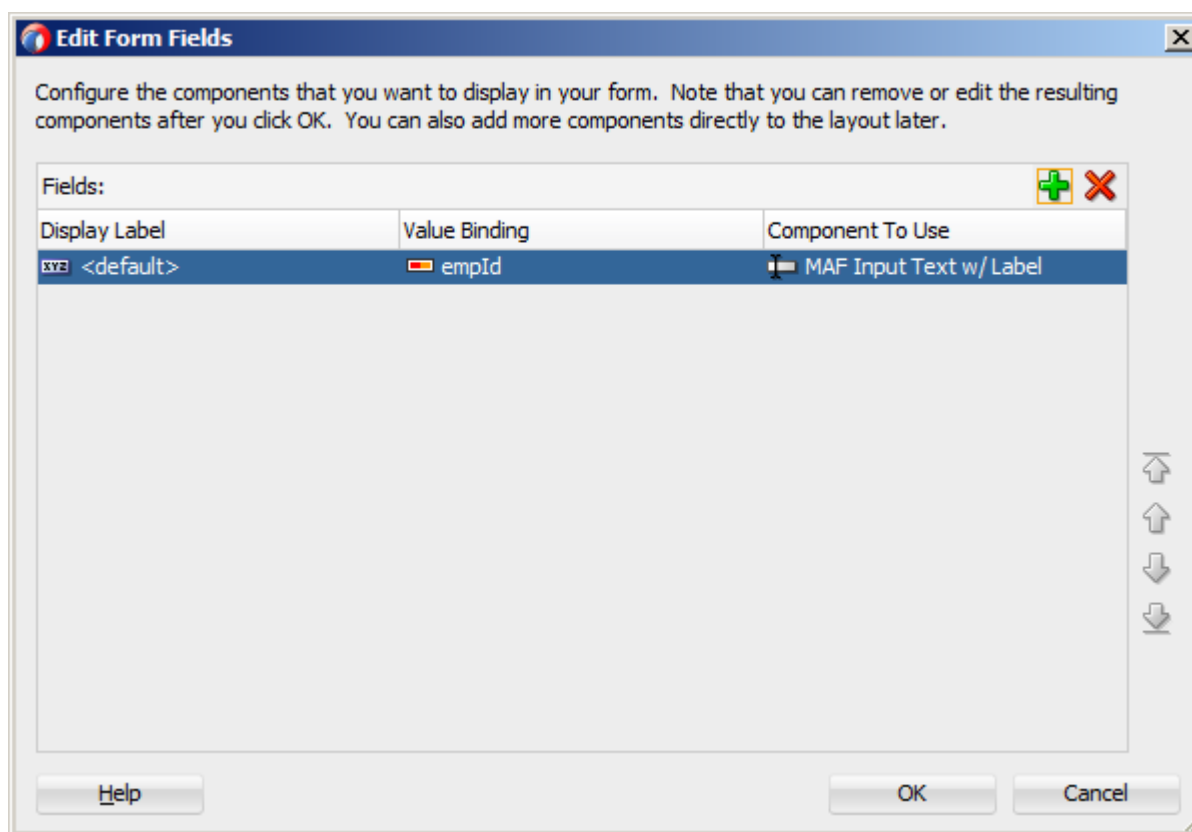 Edit Form Fields
Configure the components that you want to display in your form. Note that you can remove or edit the resulting
components after you click OK. You can also add more components directly to the layout later.
Fields:
Display Label Value Binding Component To Use
XYZ <default> empId MAF Input Text w/ Label
Help OK Cancel